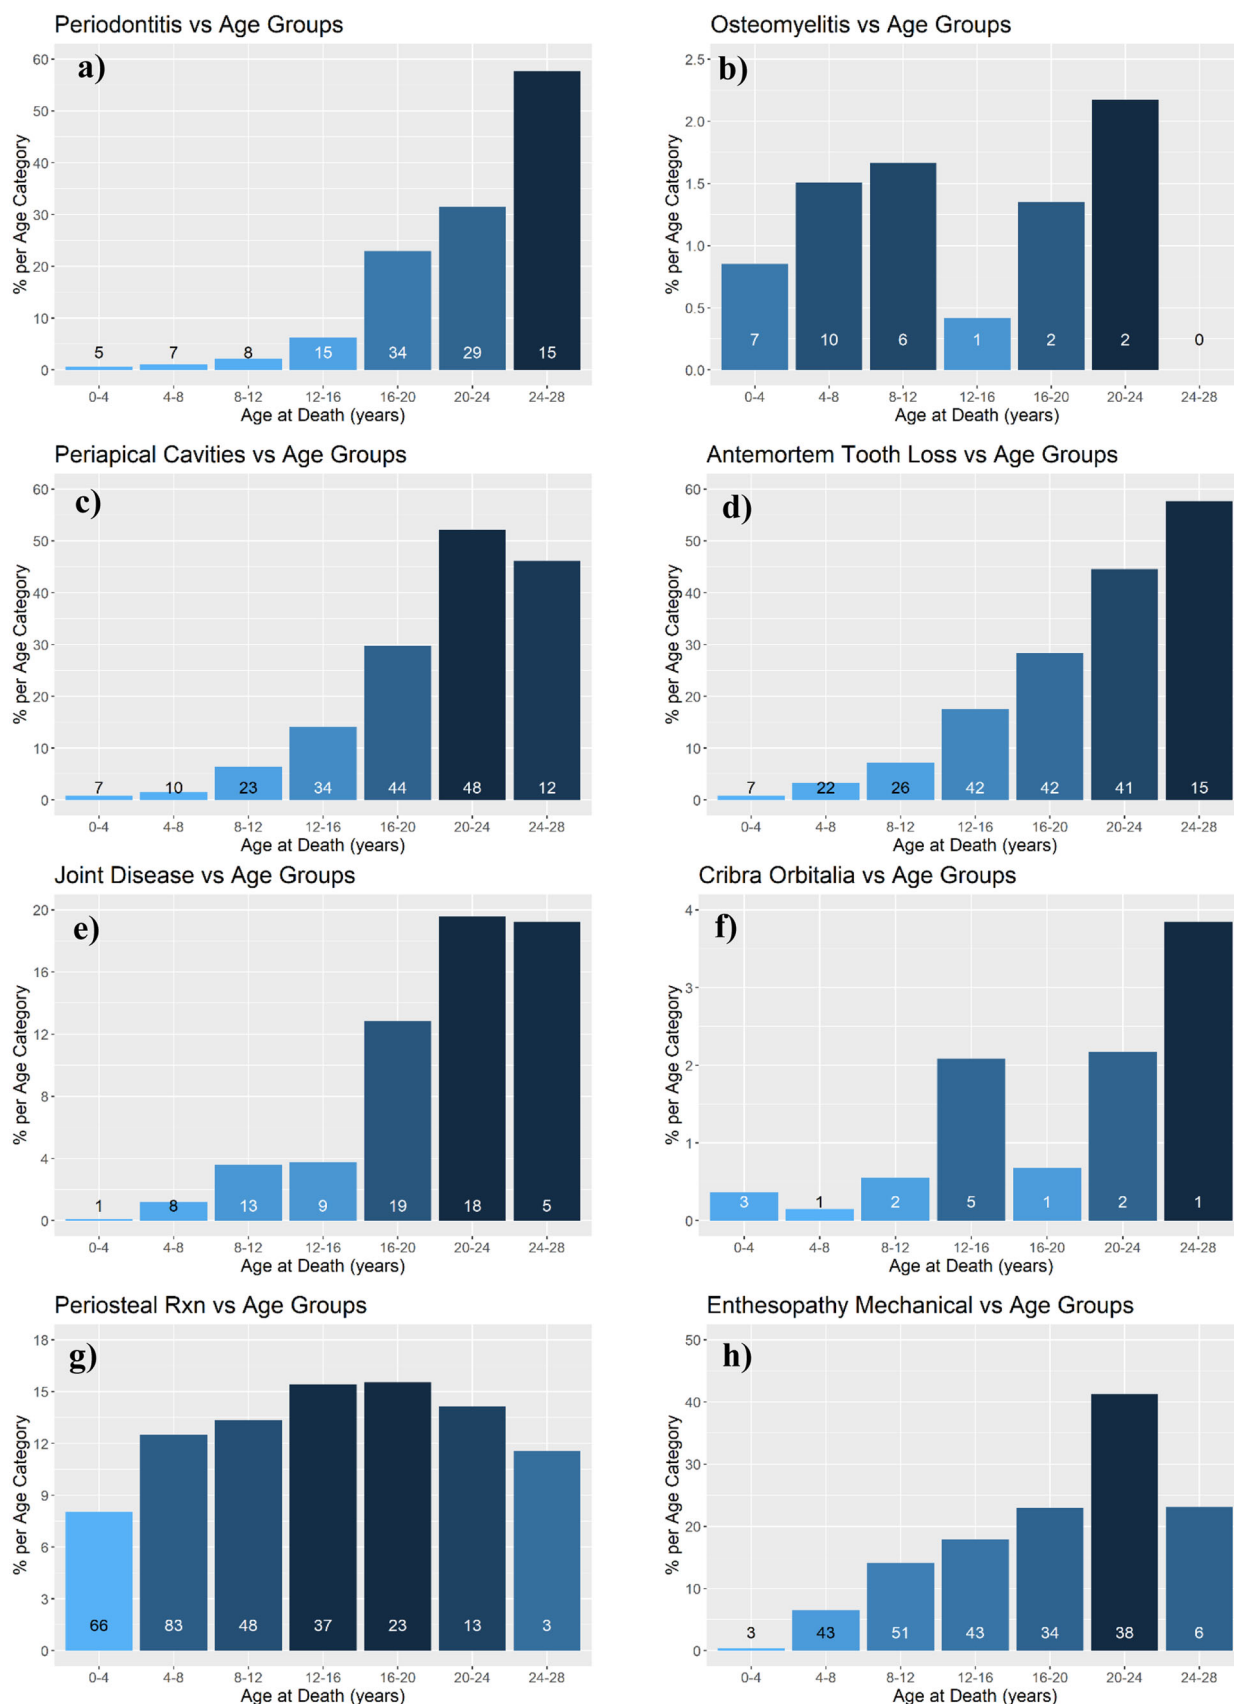 Periodontitis vs Age Groups
a)
% per Age Category
60
50
40
30
20
10
0
5 7 8 15 34 29 15
0-4 4-8 8-12 12-16 16-20 20-24 24-28
Age at Death (years)
Osteomyelitis vs Age Groups
b)
% per Age Category
2.5
2.0
1.5
1.0
0.5
0.0
7 10 6 1 2 2 0
0-4 4-8 8-12 12-16 16-20 20-24 24-28
Age at Death (years)
Periapical Cavities vs Age Groups
c)
% per Age Category
60
50
40
30
20
10
0
7 10 23 34 44 48 12
0-4 4-8 8-12 12-16 16-20 20-24 24-28
Age at Death (years)
Antemortem Tooth Loss vs Age Groups
d)
% per Age Category
60
50
40
30
20
10
0
7 22 26 42 42 41 15
0-4 4-8 8-12 12-16 16-20 20-24 24-28
Age at Death (years)
Joint Disease vs Age Groups
e)
% per Age Category
20
16
12
8
4
0
1 8 13 9 19 18 5
0-4 4-8 8-12 12-16 16-20 20-24 24-28
Age at Death (years)
Cribra Orbitalia vs Age Groups
f)
% per Age Category
4
3
2
1
0
3 1 2 5 1 2 1
0-4 4-8 8-12 12-16 16-20 20-24 24-28
Age at Death (years)
Periosteal Rxn vs Age Groups
g)
% per Age Category
18
15
12
9
6
3
0
66 83 48 37 23 13 3
0-4 4-8 8-12 12-16 16-20 20-24 24-28
Age at Death (years)
Enthesopathy Mechanical vs Age Groups
h)
% per Age Category
50
40
30
20
10
0
3 43 51 43 34 38 6
0-4 4-8 8-12 12-16 16-20 20-24 24-28
Age at Death (years)